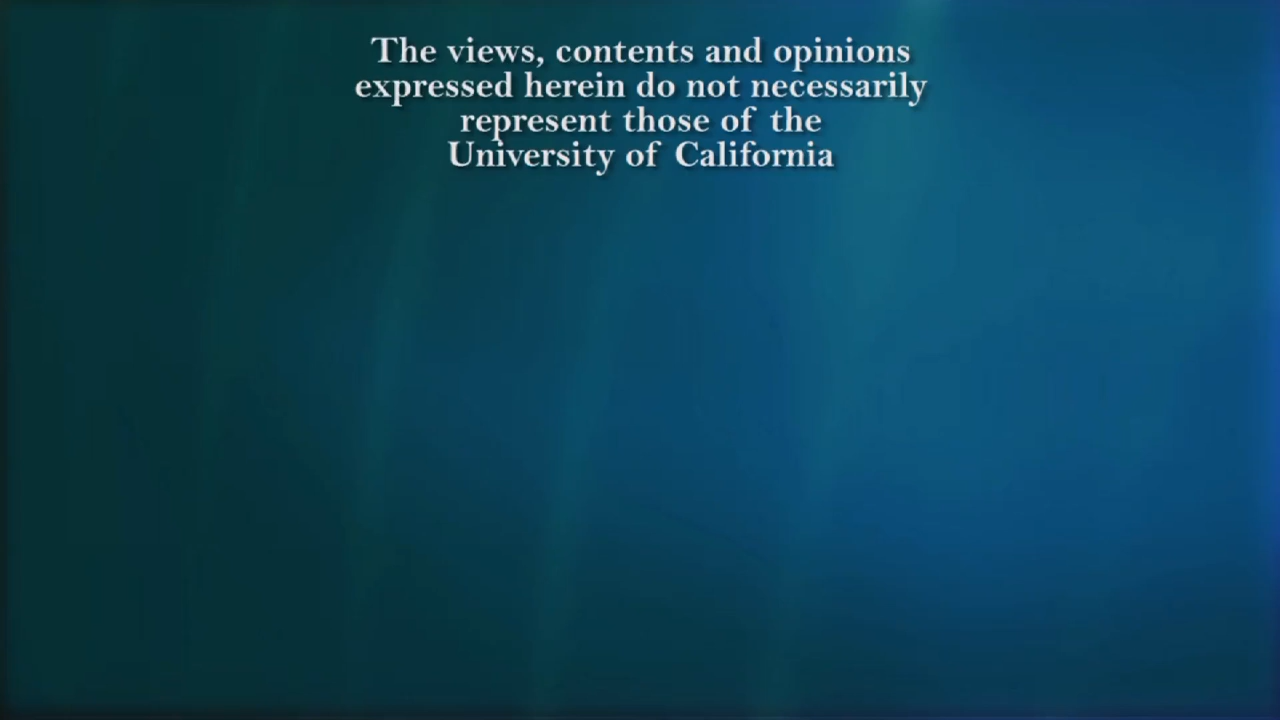 The views, contents and opinions
expressed herein do not necessarily
represent those of the
University of California